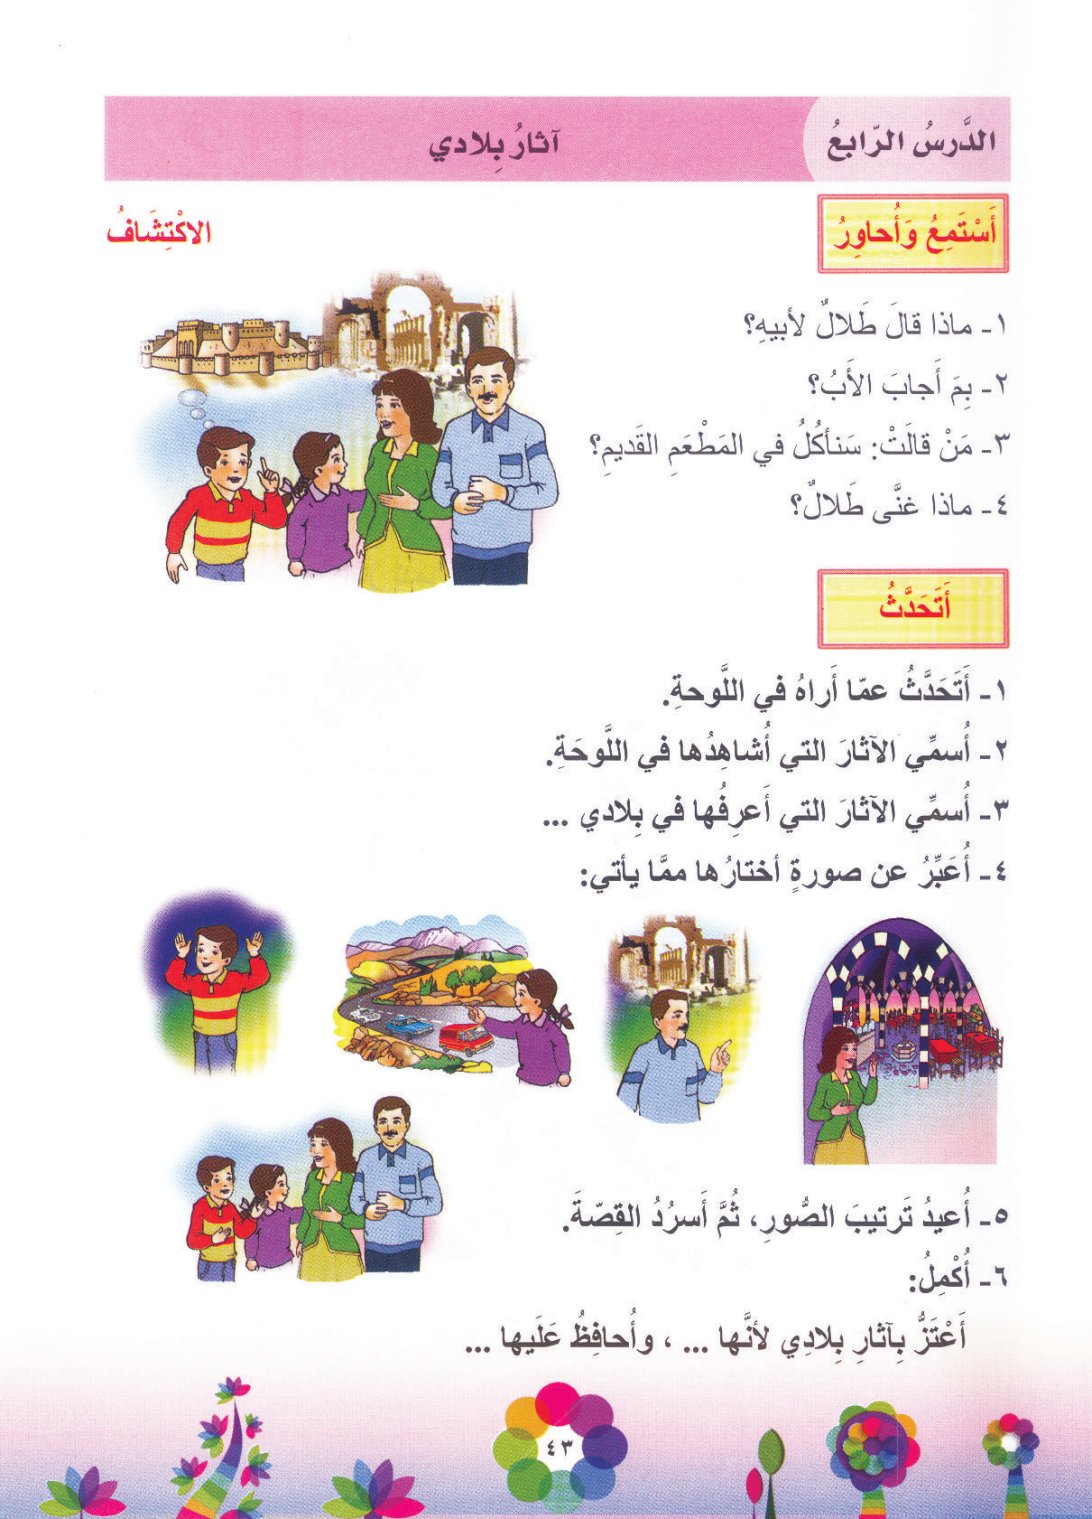 الدَّرسُ الرّابعُ
آثارُ بِلادي
أَسْتَمِعُ وَأُحاوِرُ
الاكْتِشَافُ
١- ماذا قالَ طَلالٌ لأبيهِ؟
٢- بِمَ أَجابَ الأَبُ؟
٣- مَنْ قالَتْ: سَنأكُلُ في المَطْعَمِ القَديمِ؟
٤- ماذا غنَّى طَلالٌ؟
أَتَحَدَّثُ
١- أَتَحَدَّثُ عمّا أَراهُ في اللَّوحةِ.
٢- أُسمِّي الآثارَ التي أُشاهِدُها في اللَّوحَةِ.
٣- أُسمِّي الآثارَ التي أَعرِفُها في بِلادي ...
٤- أُعَبِّرُ عن صورةٍ أختارُها ممَّا يأتي:
٥- أُعيدُ تَرتيبَ الصُّورِ، ثُمَّ أَسرُدُ القِصّةَ.
٦- أُكْمِلُ:
أَعْتَزُّ بِآثارِ بِلادِي لأنَّها ... ، وأُحافِظُ عَلَيها ...
٤٣